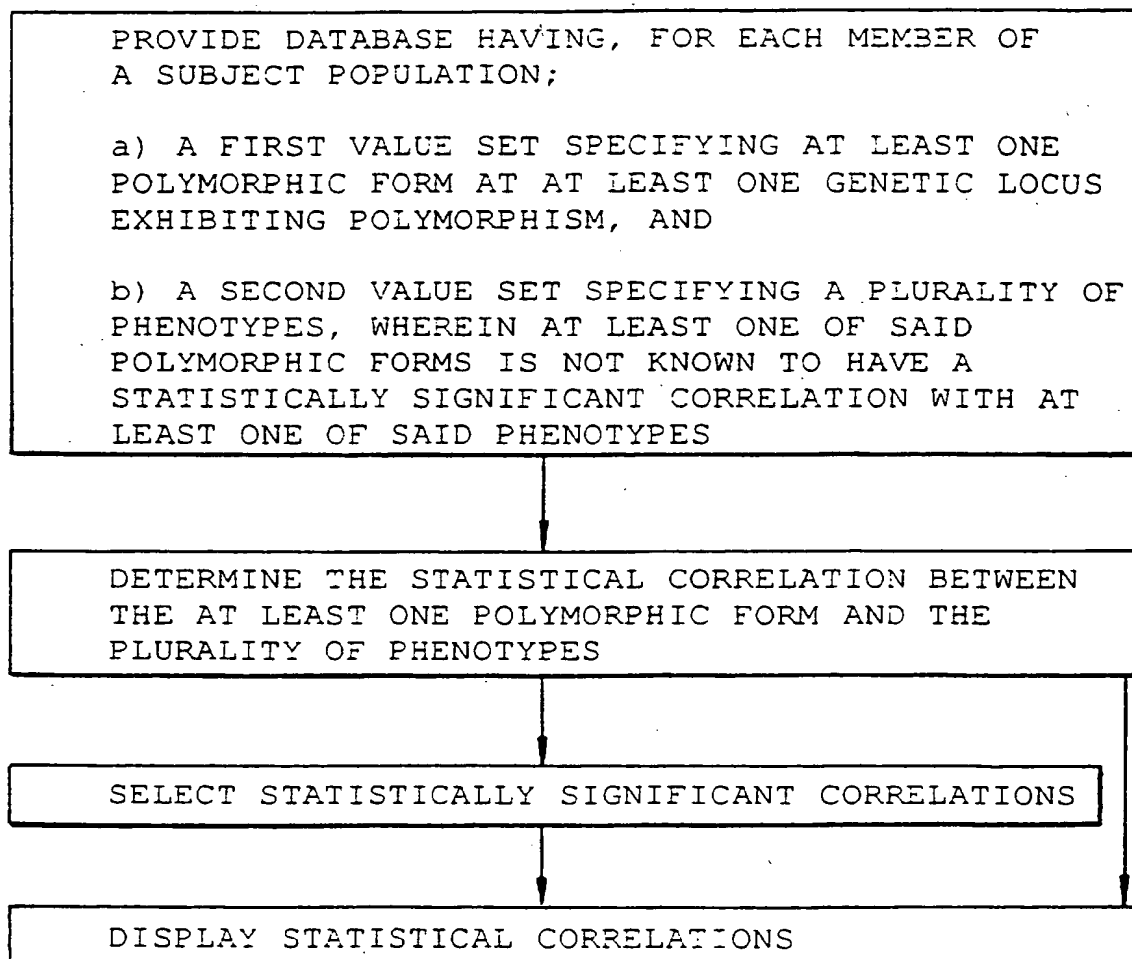 PROVIDE DATABASE HAVING, FOR EACH MEMBER OF
A SUBJECT POPULATION;
a) A FIRST VALUE SET SPECIFYING AT LEAST ONE
POLYMORPHIC FORM AT AT LEAST ONE GENETIC LOCUS
EXHIBITING POLYMORPHISM, AND
b) A SECOND VALUE SET SPECIFYING A PLURALITY OF
PHENOTYPES, WHEREIN AT LEAST ONE OF SAID
POLYMORPHIC FORMS IS NOT KNOWN TO HAVE A
STATISTICALLY SIGNIFICANT CORRELATION WITH AT
LEAST ONE OF SAID PHENOTYPES
DETERMINE THE STATISTICAL CORRELATION BETWEEN
THE AT LEAST ONE POLYMORPHIC FORM AND THE
PLURALITY OF PHENOTYPES
SELECT STATISTICALLY SIGNIFICANT CORRELATIONS
DISPLAY STATISTICAL CORRELATIONS